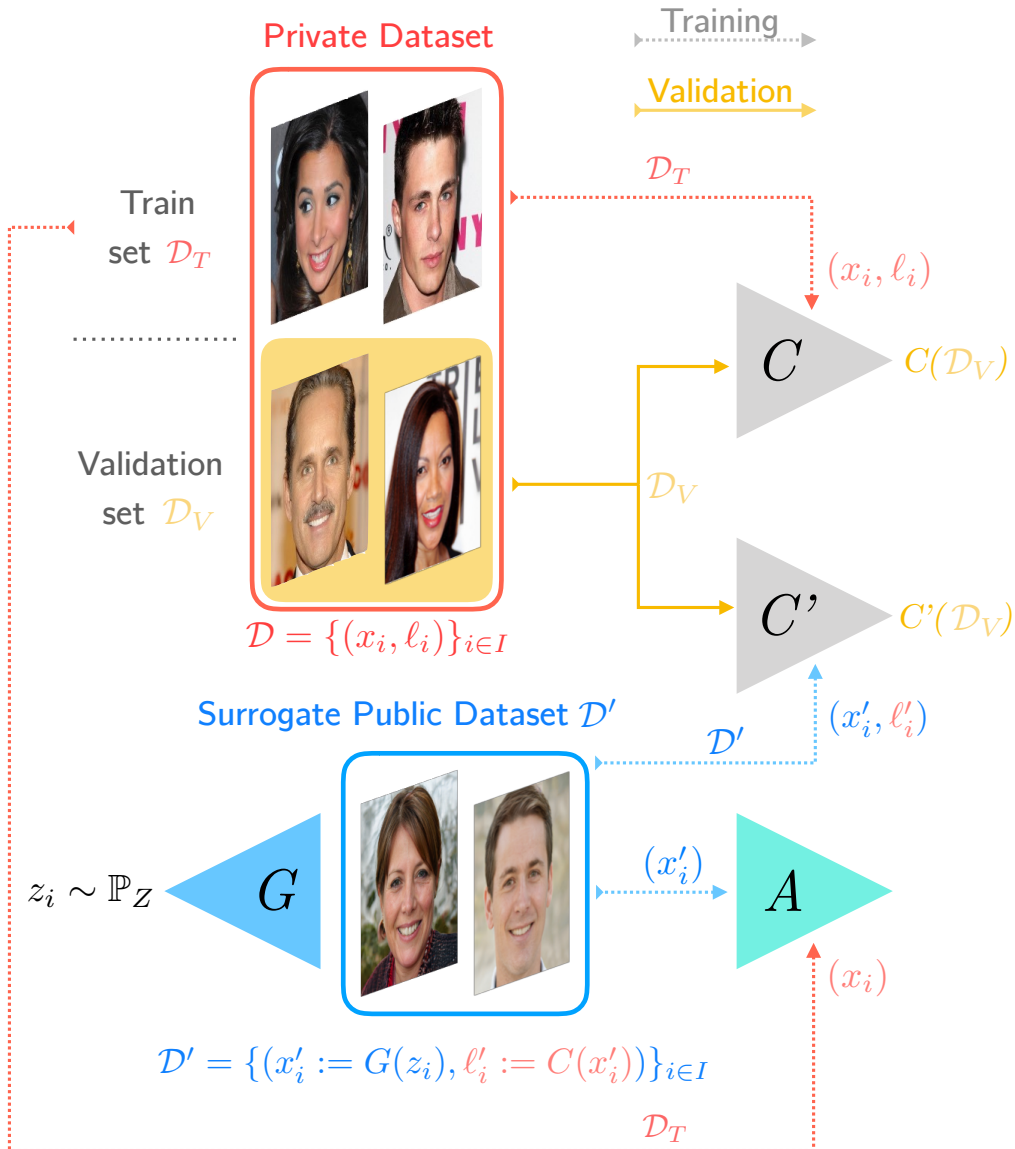 Private Dataset
Training
Validation
Train
set 𝒟_T
𝒟_T
(x_i, ℓ_i)
C
C(𝒟_V)
Validation
set 𝒟_V
𝒟_V
C'
C'(𝒟_V)
𝒟 = {(x_i, ℓ_i)}_{i∈I}
Surrogate Public Dataset 𝒟′
𝒟′
(x′_i, ℓ′_i)
z_i ∼ ℙ_Z
G
(x′_i)
A
(x_i)
𝒟′ = {(x′_i := G(z_i), ℓ′_i := C(x′_i))}_{i∈I}
𝒟_T